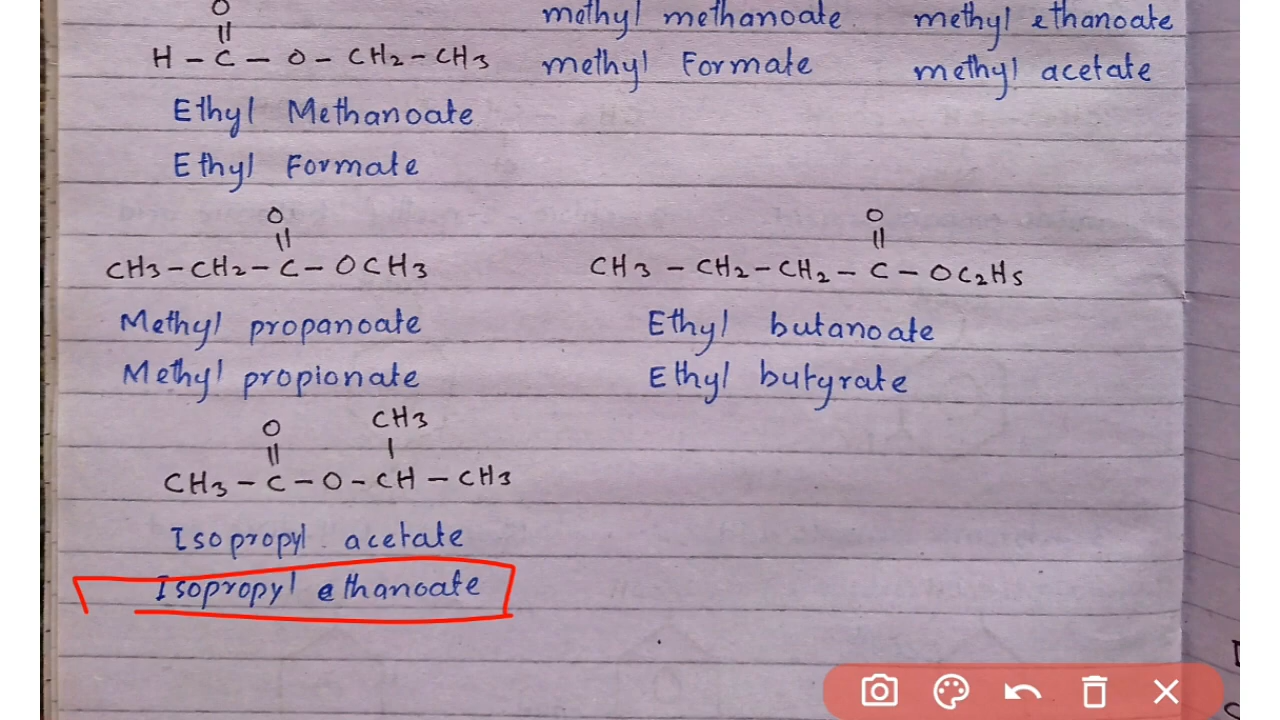 O
||
H - C - O - CH2 - CH3
methyl methanoate
methyl ethanoate
methyl Formate
methyl acetate
Ethyl Methanoate
Ethyl Formate
O
||
CH3 - CH2 - C - OCH3
Methyl propanoate
Methyl propionate
O
||
CH3 - CH2 - CH2 - C - OC2H5
Ethyl butanoate
Ethyl butyrate
O CH3
|| |
CH3 - C - O - CH - CH3
Isopropyl acetate
Isopropyl ethanoate